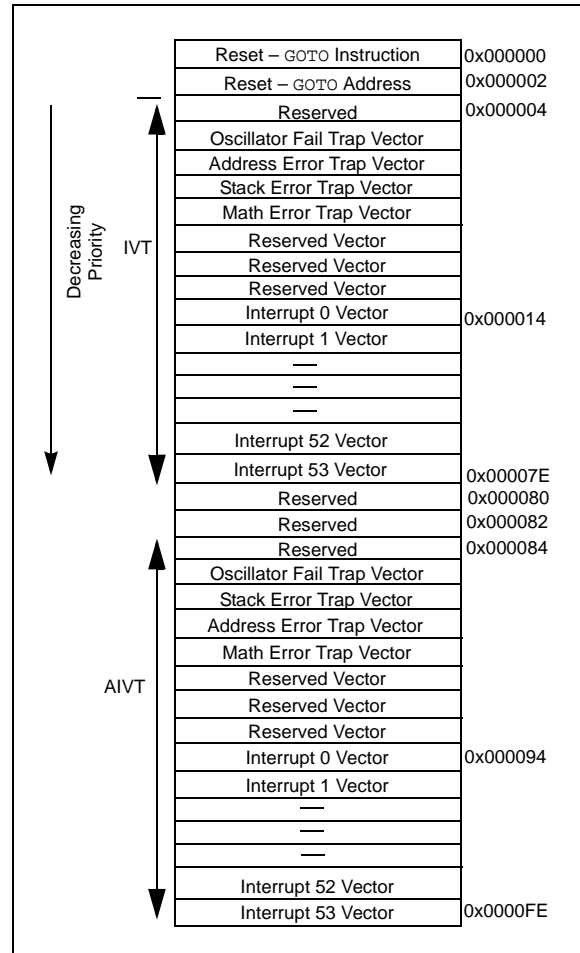 Reset – GOTO Instruction 0x000000
Reset – GOTO Address 0x000002
Reserved 0x000004
Oscillator Fail Trap Vector
Address Error Trap Vector
Stack Error Trap Vector
Math Error Trap Vector
Reserved Vector
Reserved Vector
Reserved Vector
Interrupt 0 Vector 0x000014
Interrupt 1 Vector
—
—
—
Interrupt 52 Vector
Interrupt 53 Vector 0x00007E
Reserved 0x000080
Reserved 0x000082
Reserved 0x000084
Oscillator Fail Trap Vector
Stack Error Trap Vector
Address Error Trap Vector
Math Error Trap Vector
Reserved Vector
Reserved Vector
Reserved Vector
Interrupt 0 Vector 0x000094
Interrupt 1 Vector
—
—
—
Interrupt 52 Vector
Interrupt 53 Vector 0x0000FE
Decreasing
Priority
IVT
AIVT